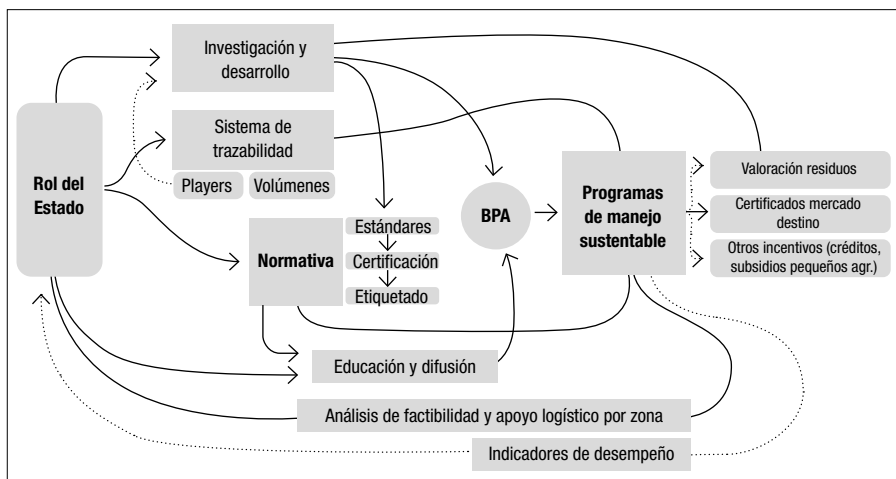 Investigación y
desarrollo
Sistema de
trazabilidad
Players
Volúmenes
Rol del
Estado
Normativa
Estándares
Certificación
Etiquetado
BPA
Programas
de manejo
sustentable
Valoración residuos
Certificados mercado
destino
Otros incentivos (créditos,
subsidios pequeños agr.)
Educación y difusión
Análisis de factibilidad y apoyo logístico por zona
Indicadores de desempeño